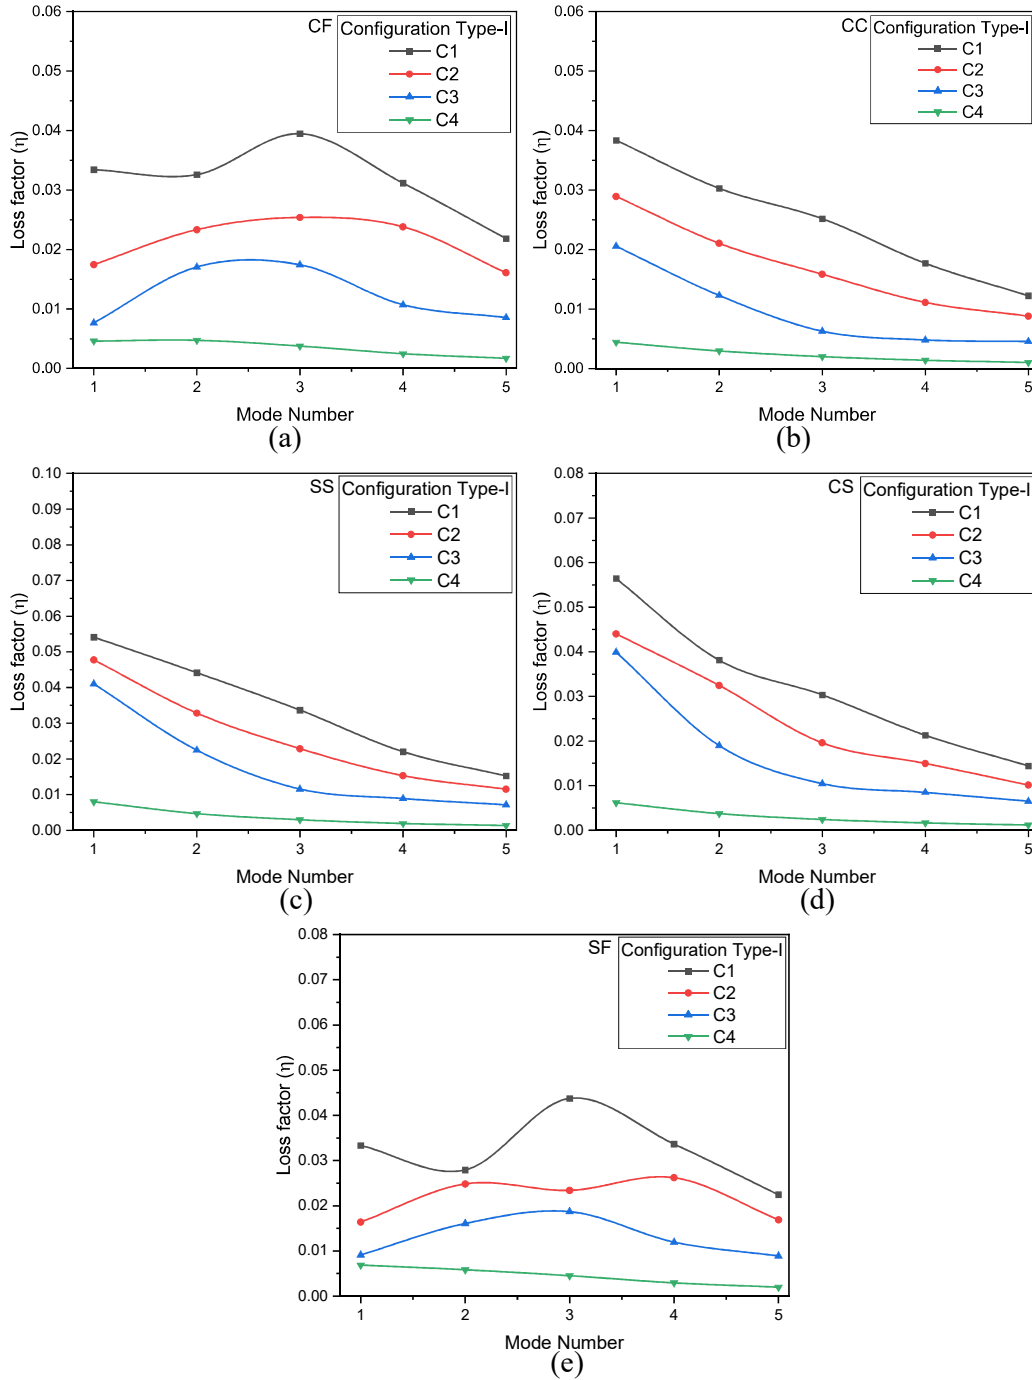 CF
Configuration Type-I
C1
C2
C3
C4
0.06
0.05
0.04
0.03
0.02
0.01
0.00
Loss factor (η)
1 2 3 4 5
Mode Number
(a)
CC
Configuration Type-I
C1
C2
C3
C4
0.06
0.05
0.04
0.03
0.02
0.01
0.00
Loss factor (η)
1 2 3 4 5
Mode Number
(b)
SS
Configuration Type-I
C1
C2
C3
C4
0.10
0.09
0.08
0.07
0.06
0.05
0.04
0.03
0.02
0.01
0.00
Loss factor (η)
1 2 3 4 5
Mode Number
(c)
CS
Configuration Type-I
C1
C2
C3
C4
0.08
0.07
0.06
0.05
0.04
0.03
0.02
0.01
0.00
Loss factor (η)
1 2 3 4 5
Mode Number
(d)
SF
Configuration Type-I
C1
C2
C3
C4
0.08
0.07
0.06
0.05
0.04
0.03
0.02
0.01
0.00
Loss factor (η)
1 2 3 4 5
Mode Number
(e)